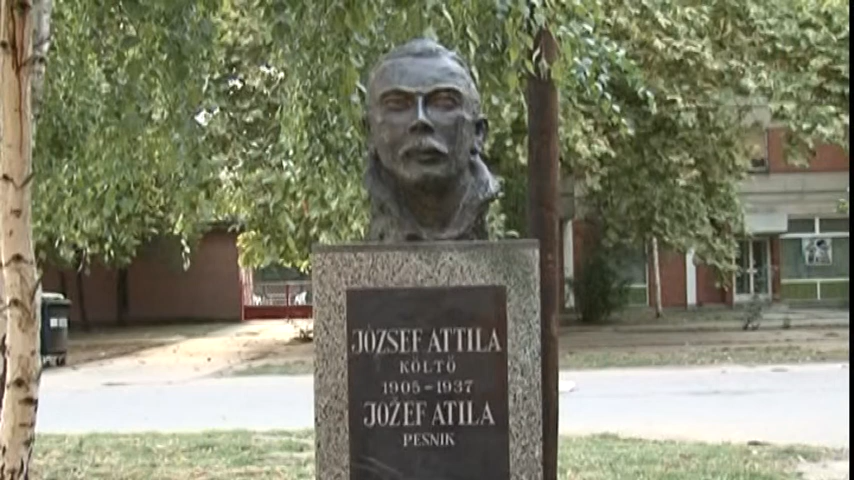 JÓZSEF ATTILA
KÖLTŐ
1905-1937
JOŽEF ATILA
PESNIK